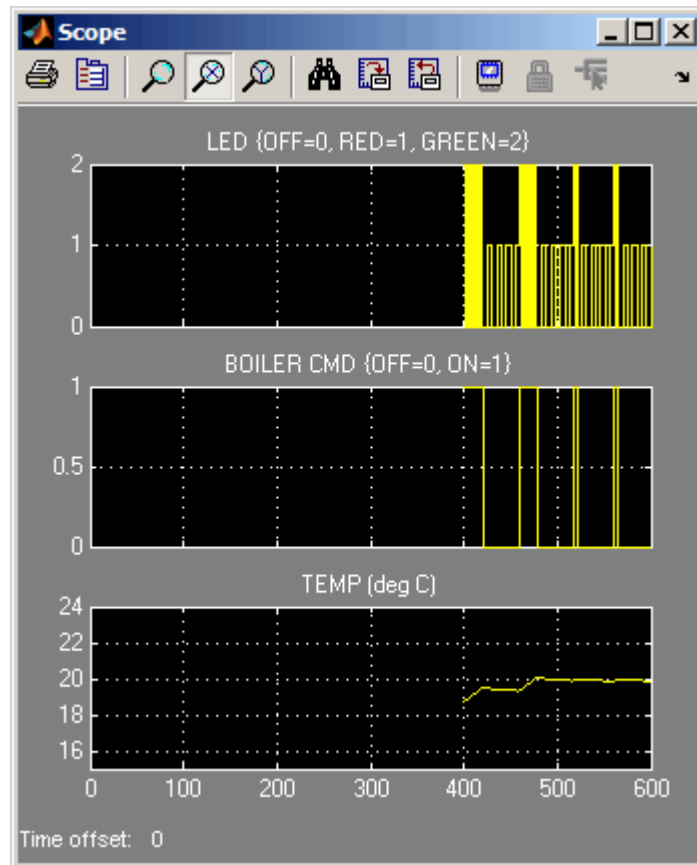 Scope
LED {OFF=0, RED=1, GREEN=2}
2
1
0
BOILER CMD {OFF=0, ON=1}
1
0.5
0
TEMP (deg C)
24
22
20
18
16
0 100 200 300 400 500 600
Time offset: 0